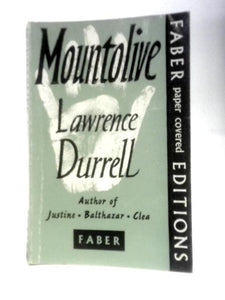 Mountolive
Lawrence
Durrell
Author of
Justine • Balthazar • Clea
FABER
FABER paper covered EDITIONS